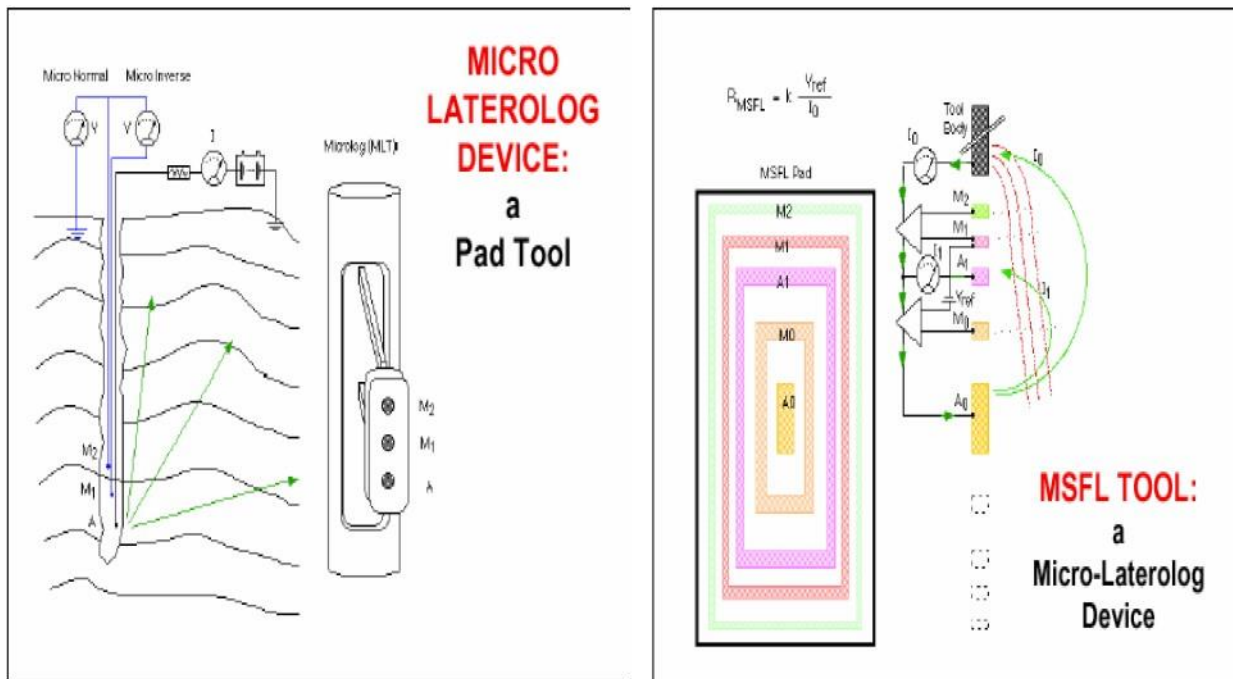 MICRO
LATEROLOG
DEVICE:
a
Pad Tool
Micro Normal Micro Inverse
V V I
Microlog (MLT)
M2
M1
A
M2
M1
A
MSFL TOOL:
a
Micro-Laterolog
Device
RMSFL = k Vref / I0
MSFL Pad
M2
M1
A1
M0
A0
Tool
Body
I0
I0
M2
M1
I1
A1
I1
Vref
M0
A0